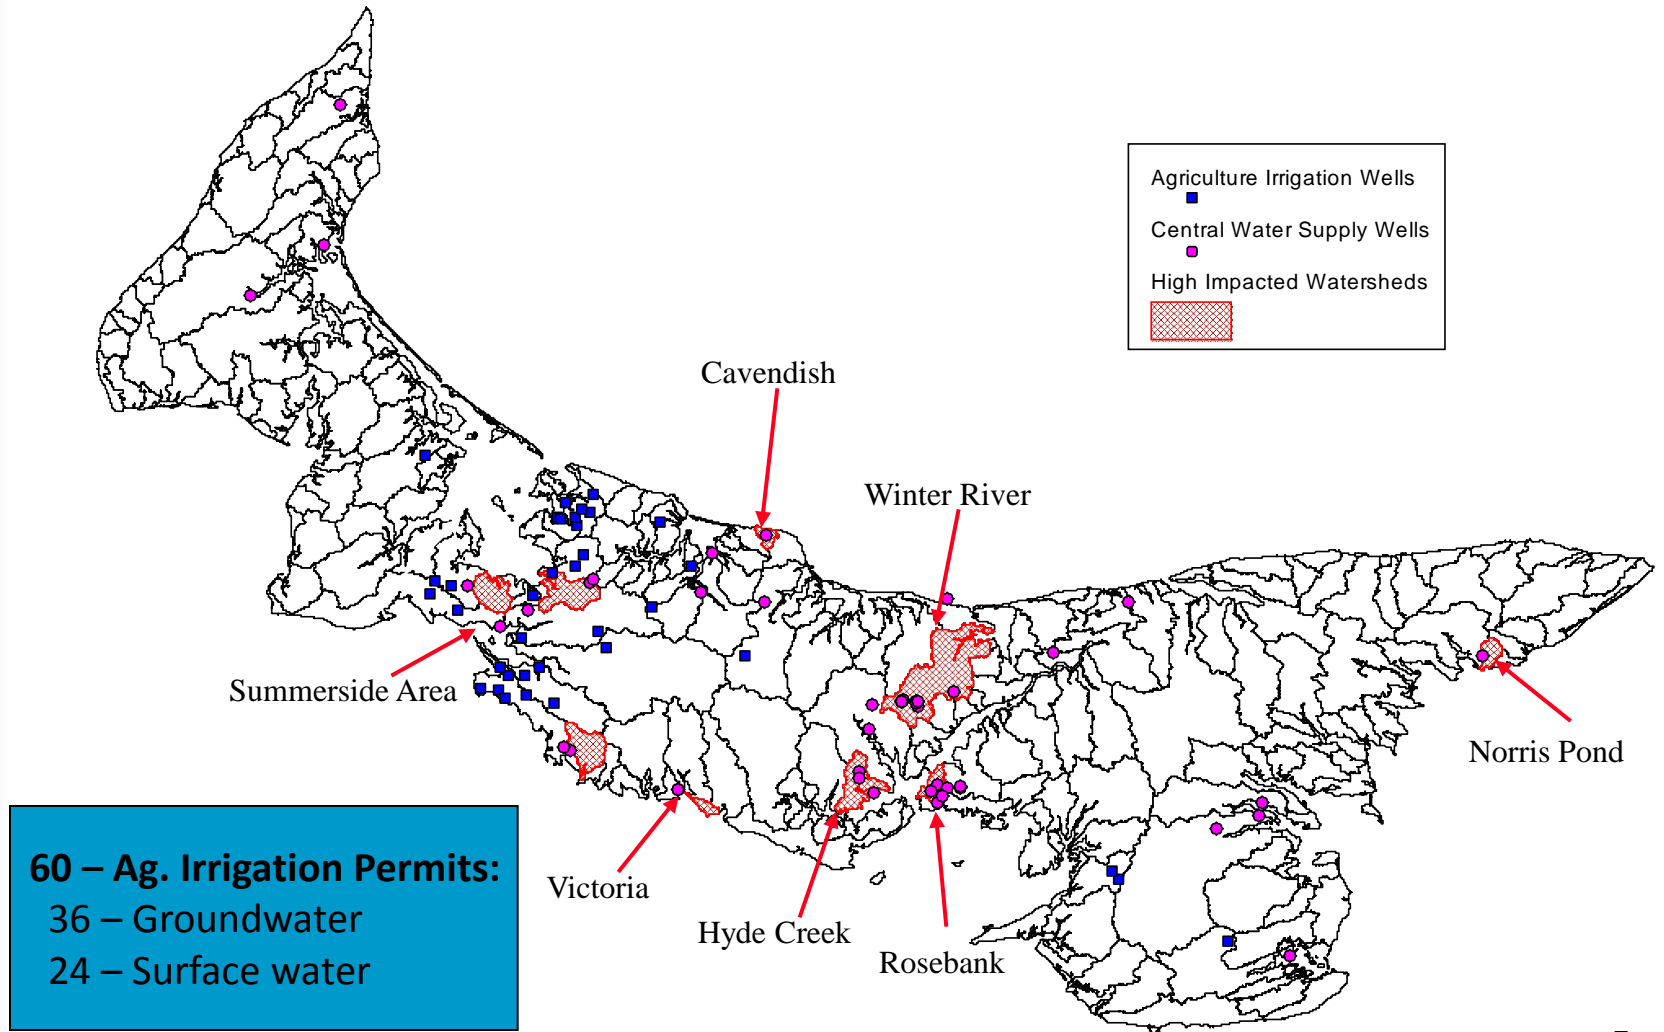 Agriculture Irrigation Wells
Central Water Supply Wells
High Impacted Watersheds
Cavendish
Winter River
Summerside Area
Norris Pond
Victoria
Hyde Creek
Rosebank
60 – Ag. Irrigation Permits:
36 – Groundwater
24 – Surface water